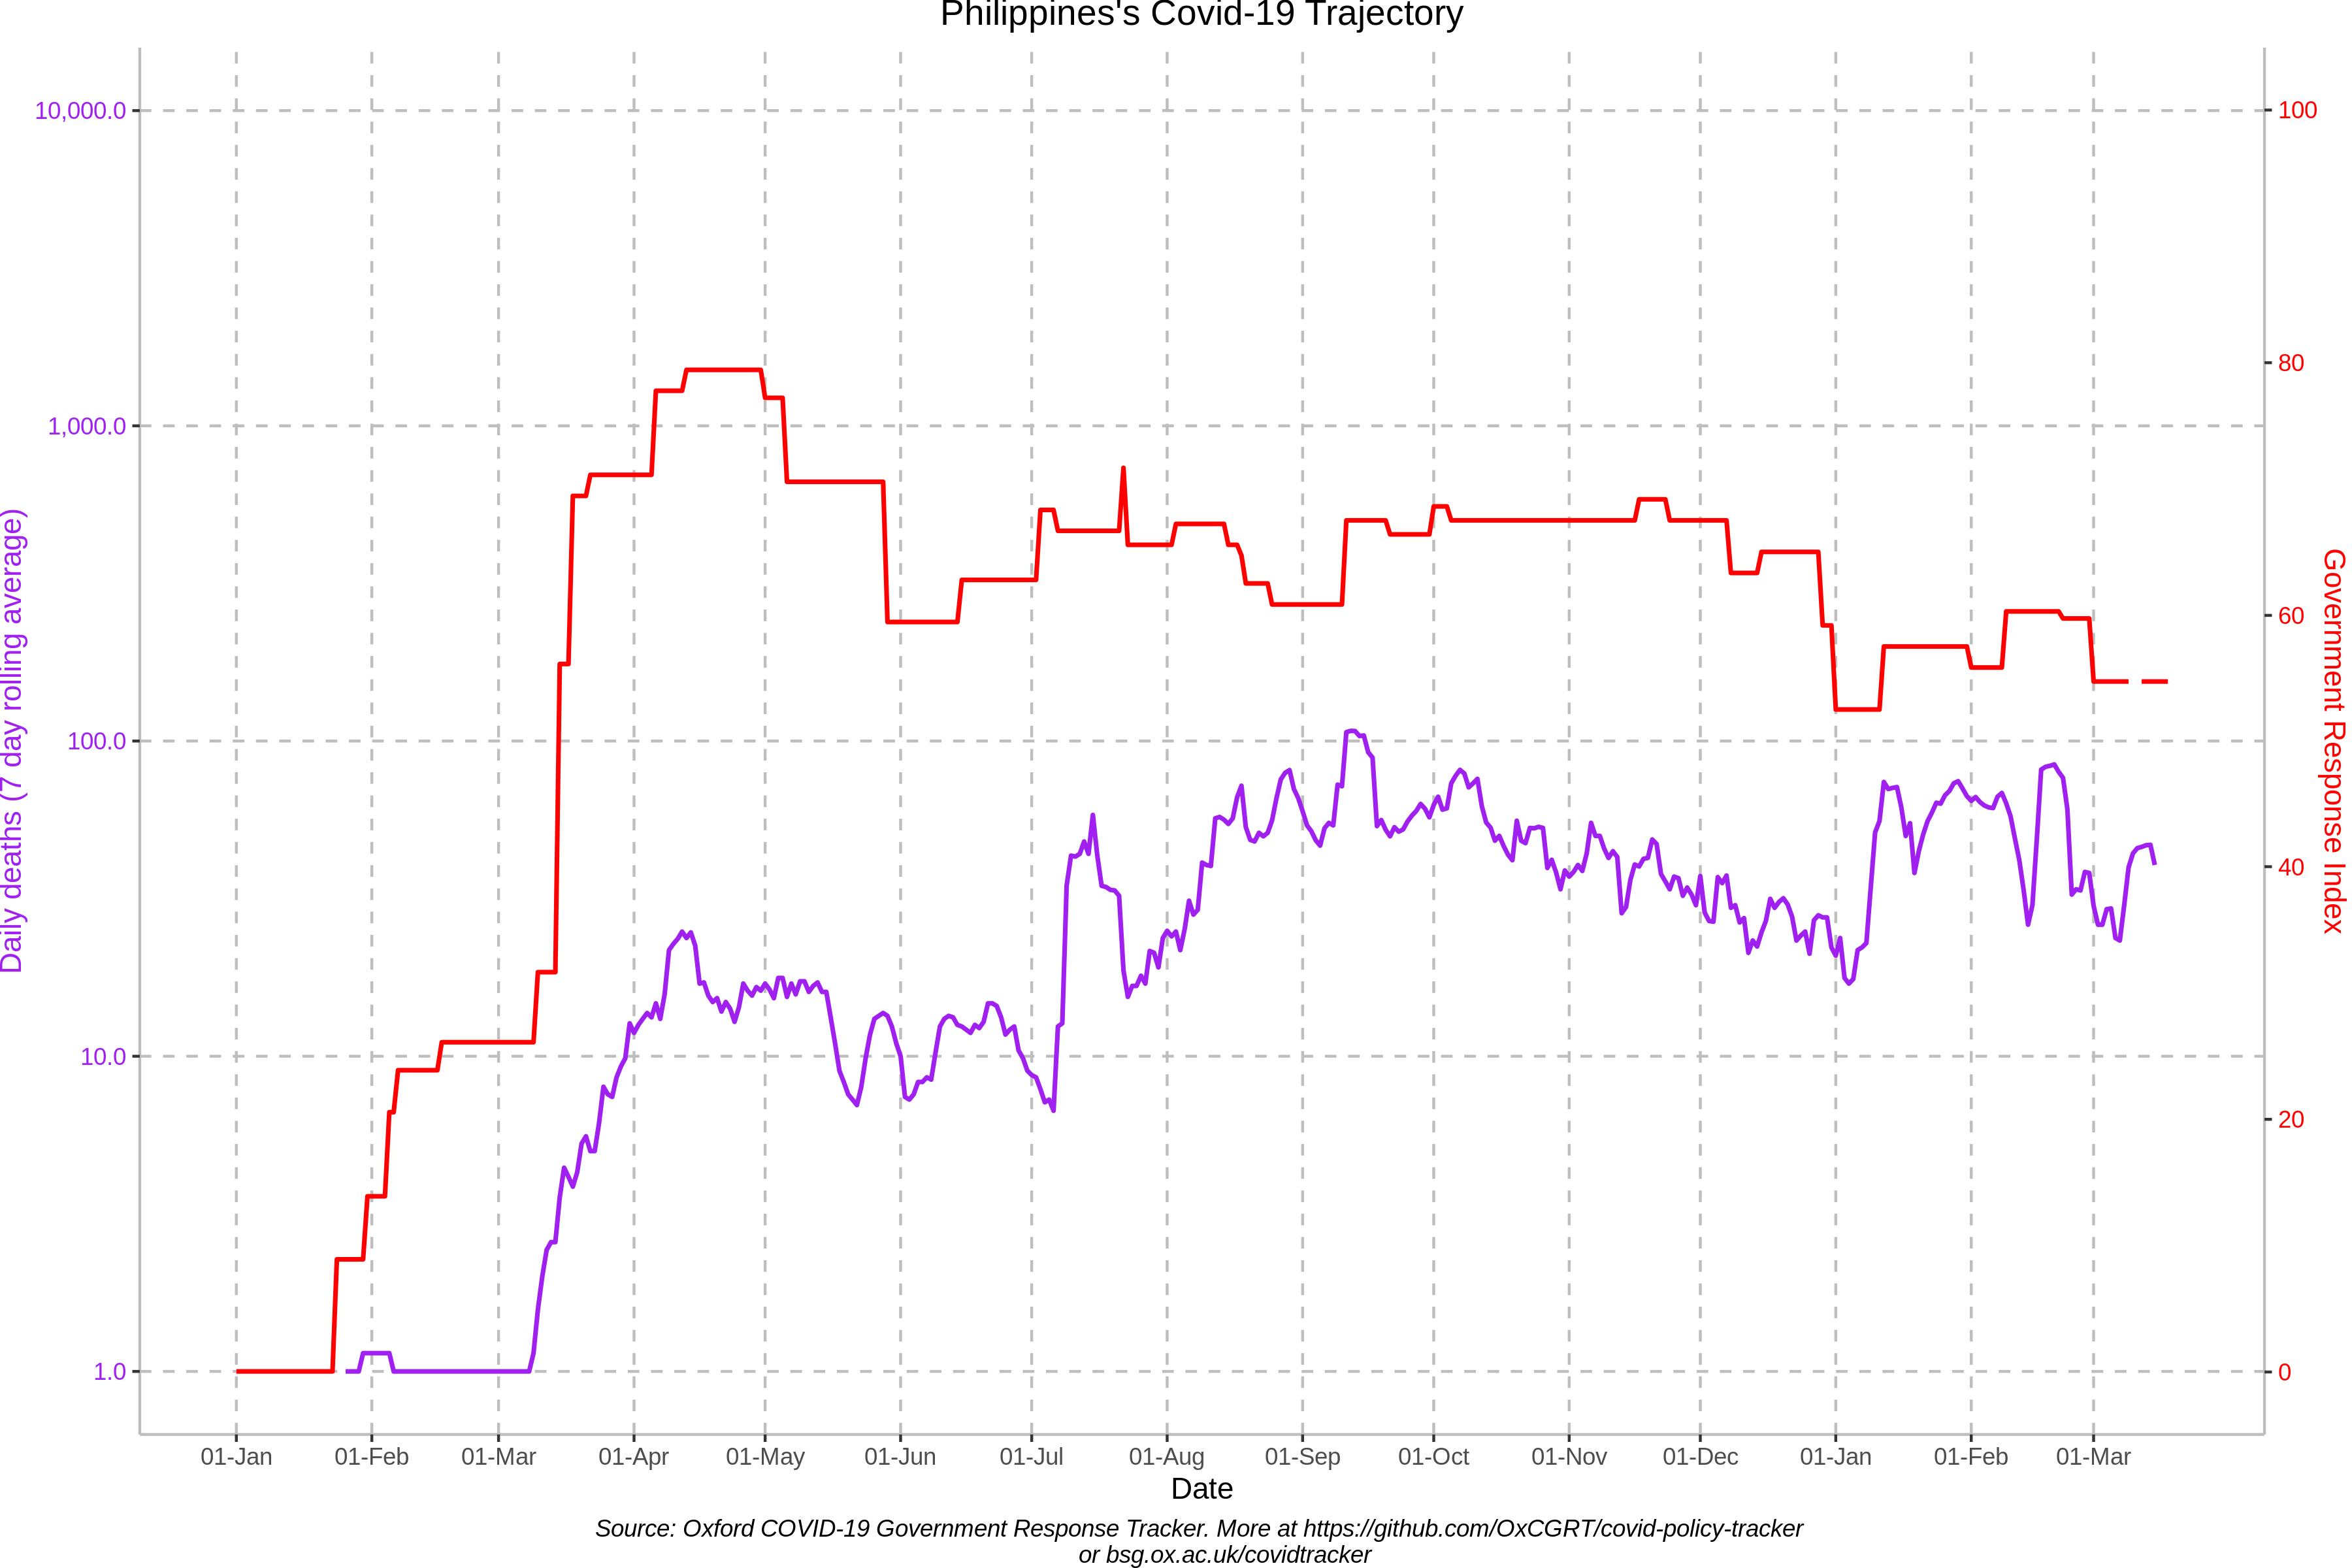 Philippines's Covid-19 Trajectory
Daily deaths (7 day rolling average)
10,000.0
1,000.0
100.0
10.0
1.0
100
80
60
40
20
0
Government Response Index
01-Jan 01-Feb 01-Mar 01-Apr 01-May 01-Jun 01-Jul 01-Aug 01-Sep 01-Oct 01-Nov 01-Dec 01-Jan 01-Feb 01-Mar
Date
Source: Oxford COVID-19 Government Response Tracker. More at https://github.com/OxCGRT/covid-policy-tracker
or bsg.ox.ac.uk/covidtracker